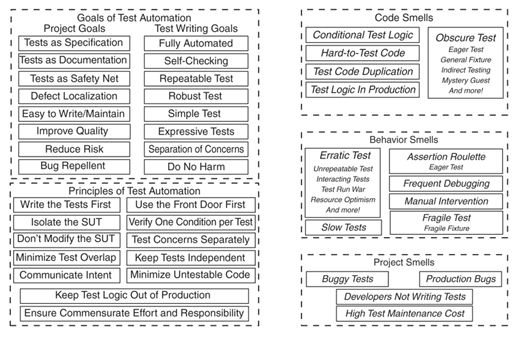 Goals of Test Automation
Project Goals
Tests as Specification
Tests as Documentation
Tests as Safety Net
Defect Localization
Easy to Write/Maintain
Improve Quality
Reduce Risk
Bug Repellent
Test Writing Goals
Fully Automated
Self-Checking
Repeatable Test
Robust Test
Simple Test
Expressive Tests
Separation of Concerns
Do No Harm
Principles of Test Automation
Write the Tests First
Isolate the SUT
Don't Modify the SUT
Minimize Test Overlap
Communicate Intent
Use the Front Door First
Verify One Condition per Test
Test Concerns Separately
Keep Tests Independent
Minimize Untestable Code
Keep Test Logic Out of Production
Ensure Commensurate Effort and Responsibility
Code Smells
Conditional Test Logic
Hard-to-Test Code
Test Code Duplication
Test Logic In Production
Obscure Test
Eager Test
General Fixture
Indirect Testing
Mystery Guest
And more!
Behavior Smells
Erratic Test
Unrepeatable Test
Interacting Tests
Test Run War
Resource Optimism
And more!
Slow Tests
Assertion Roulette
Eager Test
Frequent Debugging
Manual Intervention
Fragile Test
Fragile Fixture
Project Smells
Buggy Tests
Production Bugs
Developers Not Writing Tests
High Test Maintenance Cost